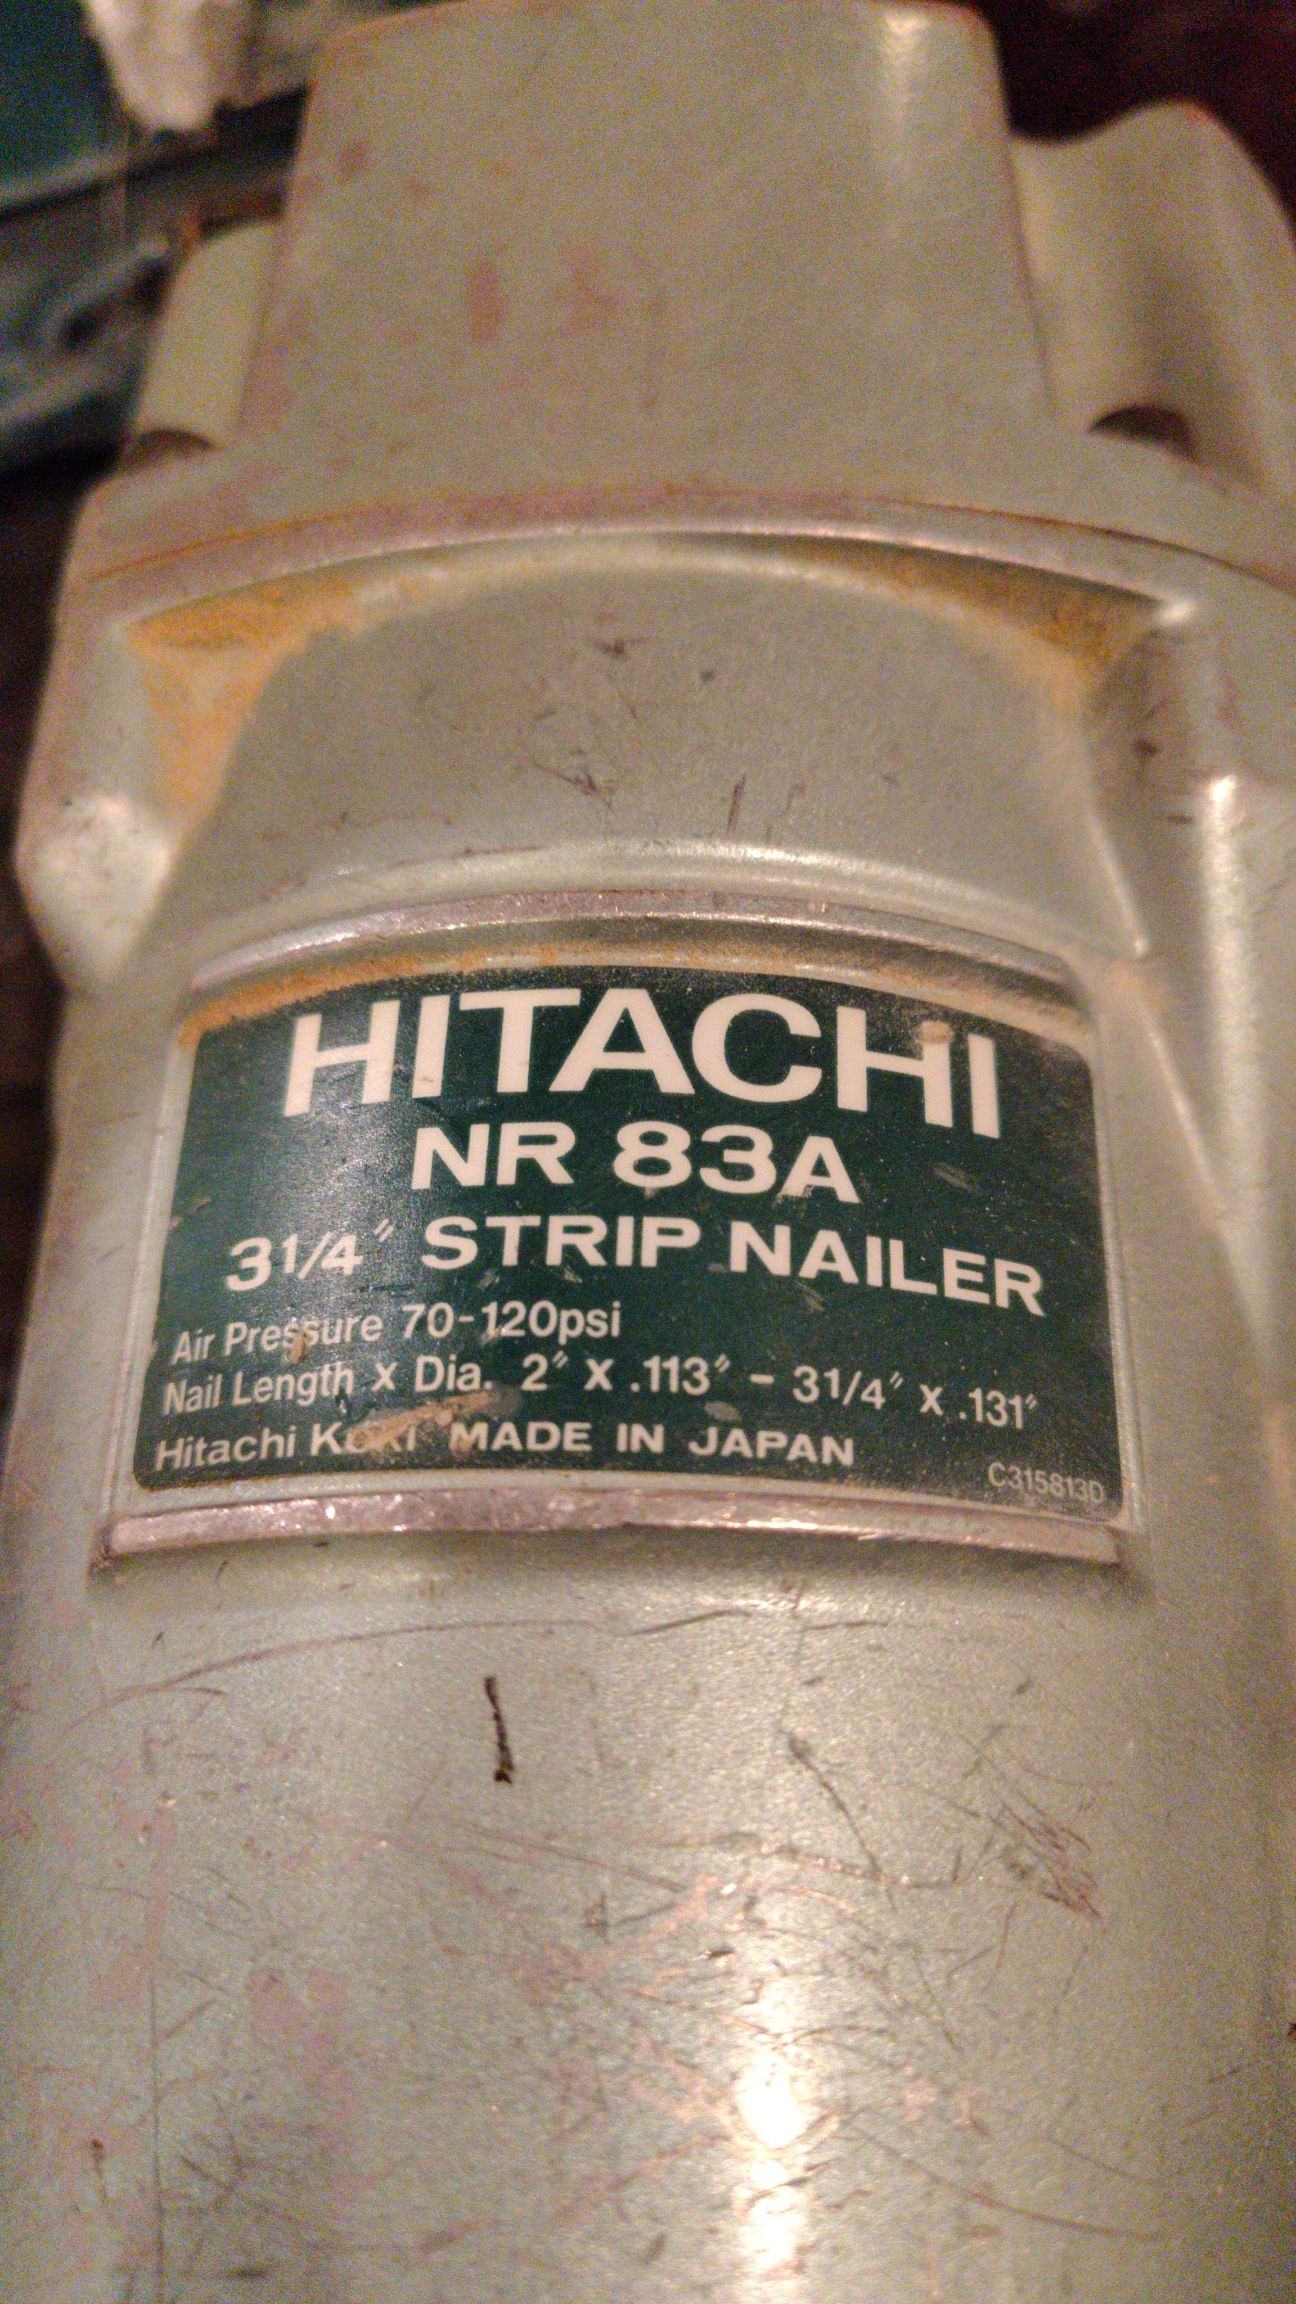 HITACHI
NR 83A
3 1/4" STRIP NAILER
Air Pressure 70-120psi
Nail Length x Dia. 2" x .113" - 3 1/4" x .131"
Hitachi Koki MADE IN JAPAN
C315813D